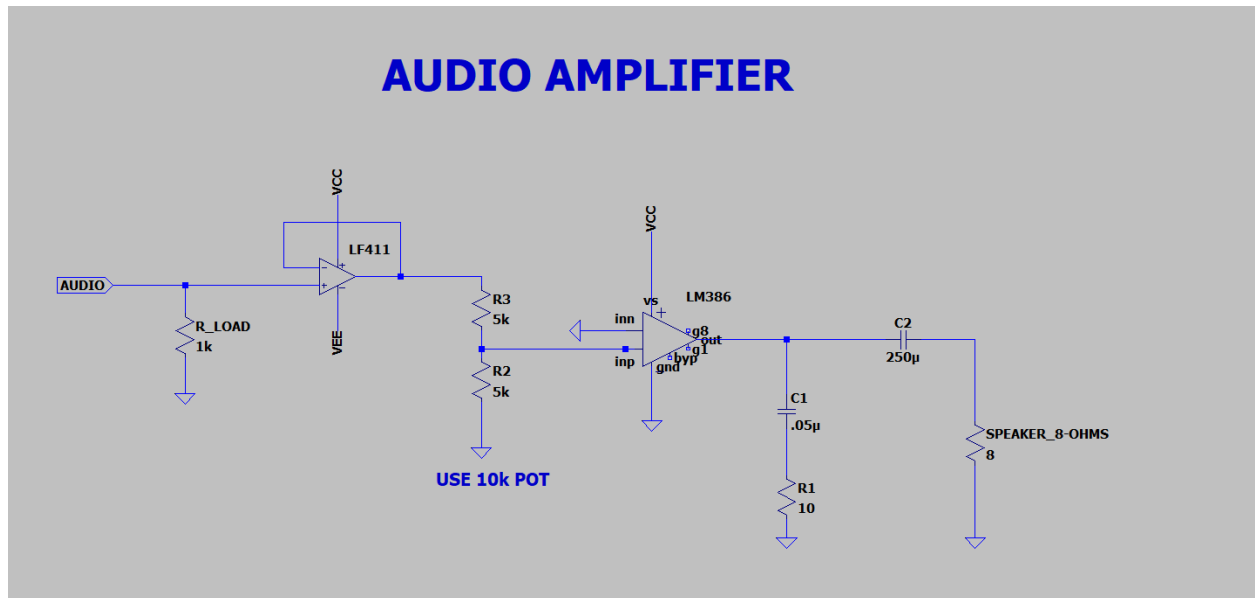 AUDIO AMPLIFIER
VCC
LF411
AUDIO
R_LOAD
1k
VEE
R3
5k
R2
5k
USE 10k POT
VCC
LM386
vs
inn
inp
g8
out
g1
byp
gnd
C1
.05µ
R1
10
C2
250µ
SPEAKER_8-OHMS
8